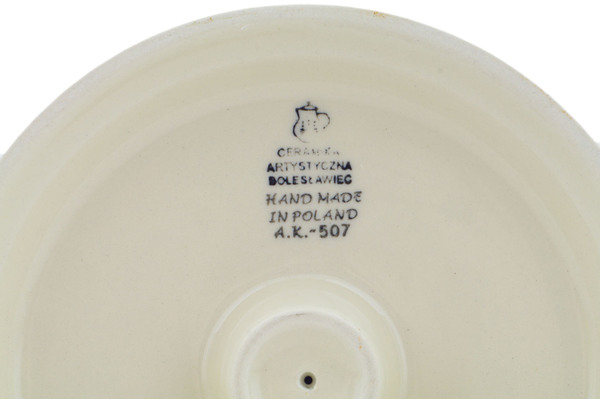 CERAMIKA
ARTYSTYCZNA
BOLESŁAWIEC
HAND MADE
IN POLAND
A.K.-507